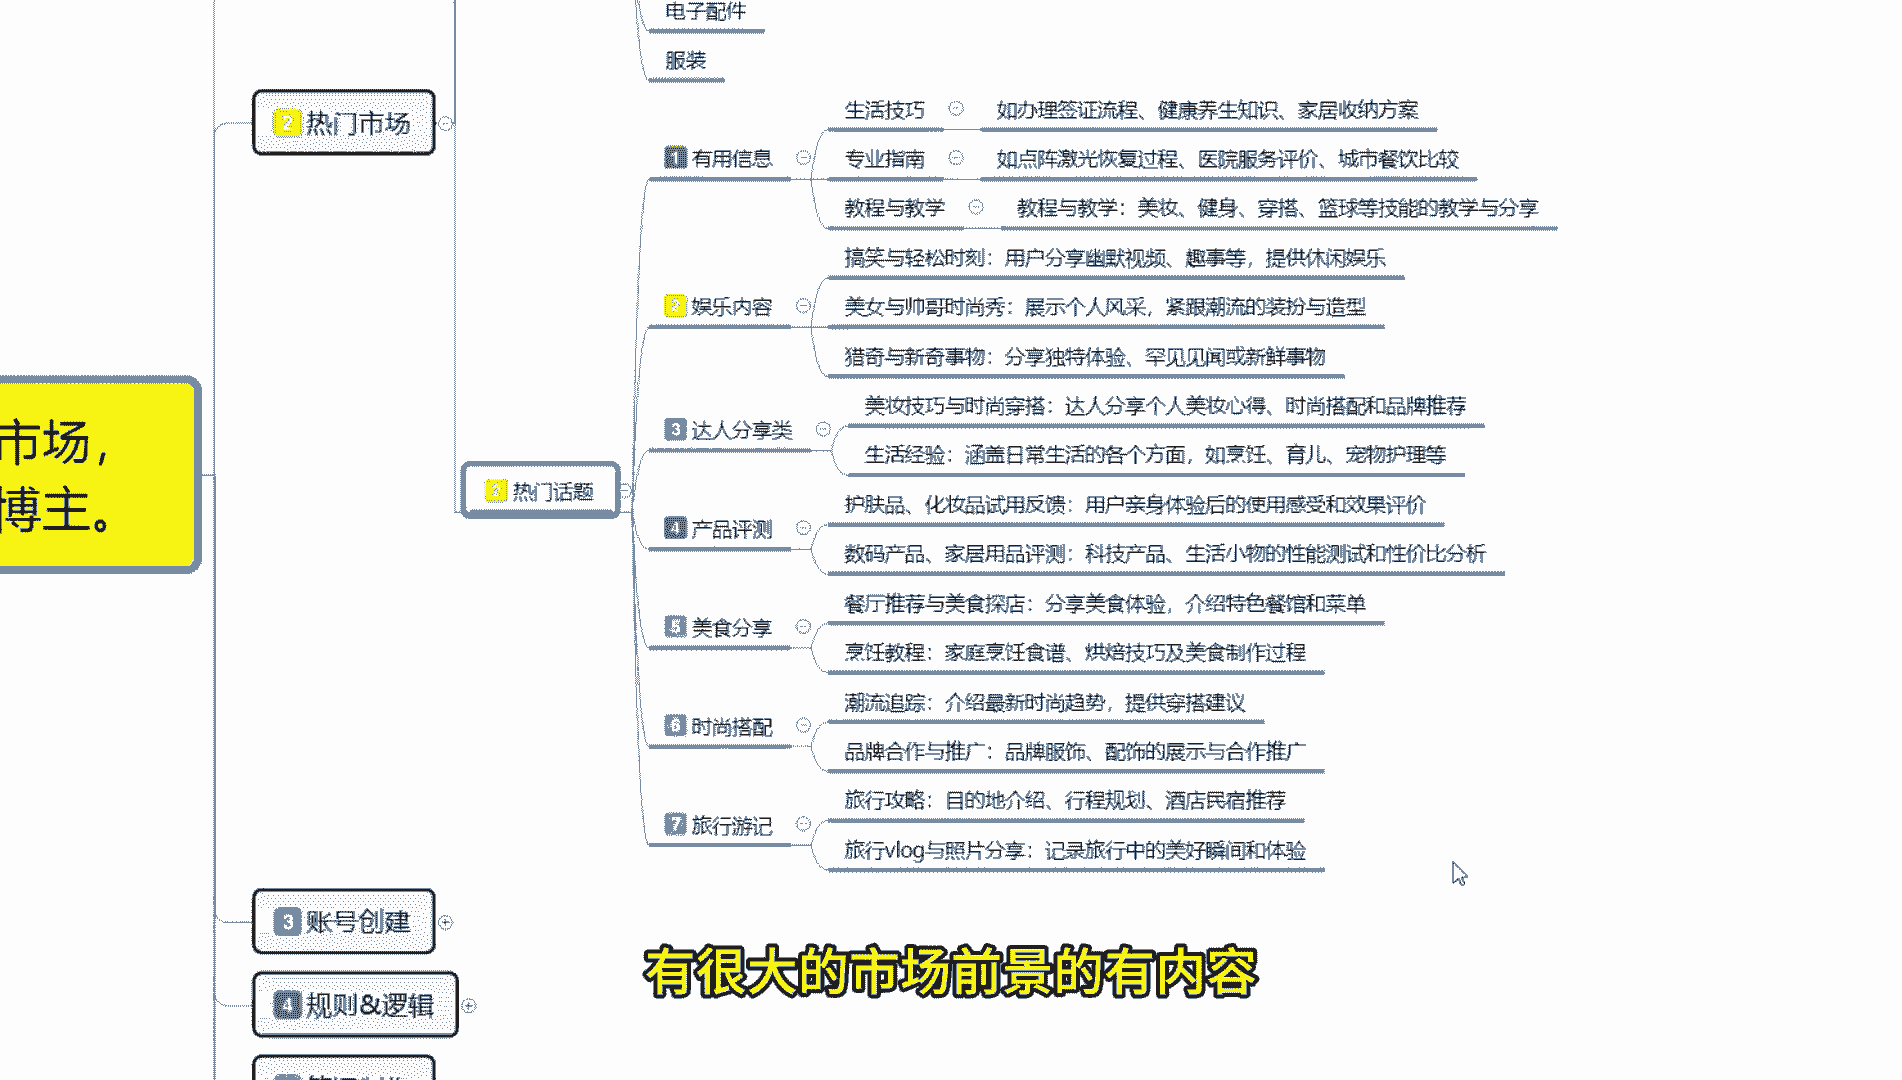 电子配件
服装
2 热门市场
生活技巧 如办理签证流程、健康养生知识、家居收纳方案
1 有用信息
专业指南 如点阵激光恢复过程、医院服务评价、城市餐饮比较
教程与教学 教程与教学：美妆、健身、穿搭、篮球等技能的教学与分享
搞笑与轻松时刻：用户分享幽默视频、趣事等，提供休闲娱乐
2 娱乐内容
美女与帅哥时尚秀：展示个人风采，紧跟潮流的装扮与造型
猎奇与新奇事物：分享独特体验、罕见见闻或新鲜事物
美妆技巧与时尚穿搭：达人分享个人美妆心得、时尚搭配和品牌推荐
3 达人分享类
生活经验：涵盖日常生活的各个方面，如烹饪、育儿、宠物护理等
市场，
博主。
热门话题
护肤品、化妆品试用反馈：用户亲身体验后的使用感受和效果评价
4 产品评测
数码产品、家居用品评测：科技产品、生活小物的性能测试和性价比分析
餐厅推荐与美食探店：分享美食体验，介绍特色餐馆和菜单
5 美食分享
烹饪教程：家庭烹饪食谱、烘焙技巧及美食制作过程
潮流追踪：介绍最新时尚趋势，提供穿搭建议
6 时尚搭配
品牌合作与推广：品牌服饰、配饰的展示与合作推广
旅行攻略：目的地介绍、行程规划、酒店民宿推荐
7 旅行游记
旅行vlog与照片分享：记录旅行中的美好瞬间和体验
3 账号创建
4 规则&逻辑
有很大的市场前景的有内容